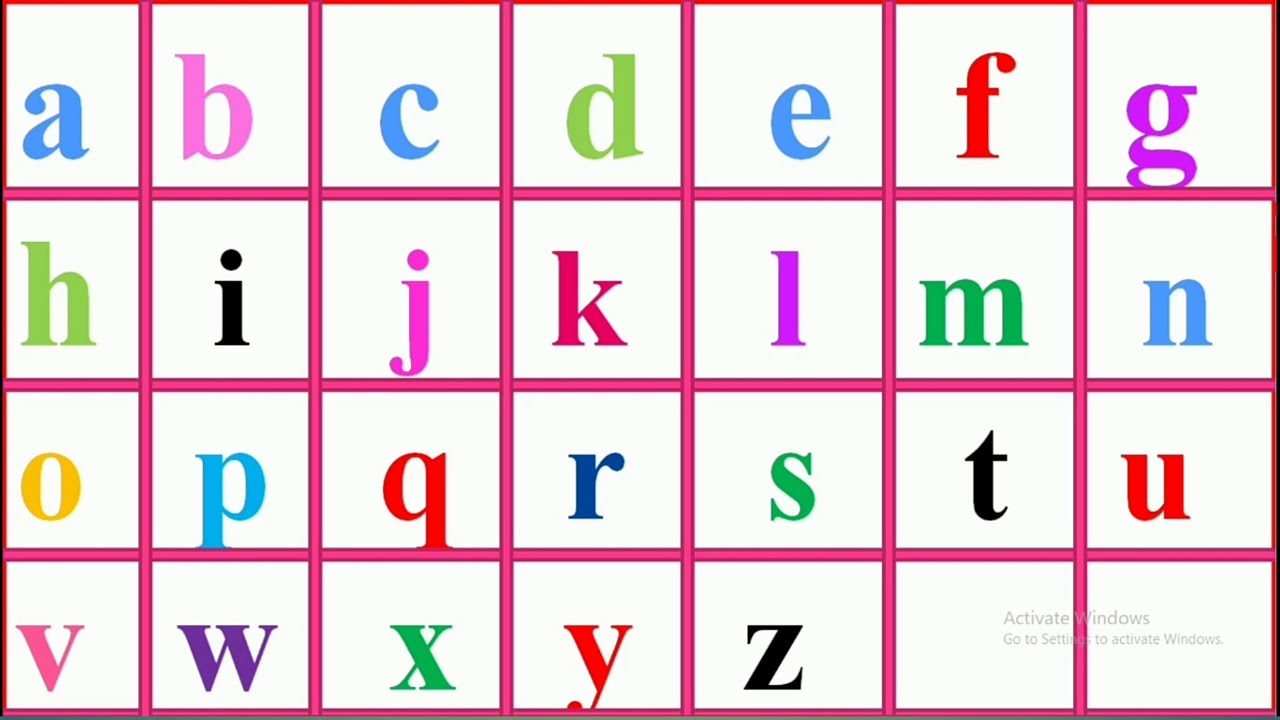 a b c d e f g
h i j k l m n
o p q r s t u
v w x y z
Activate Windows
Go to Settings to activate Windows.